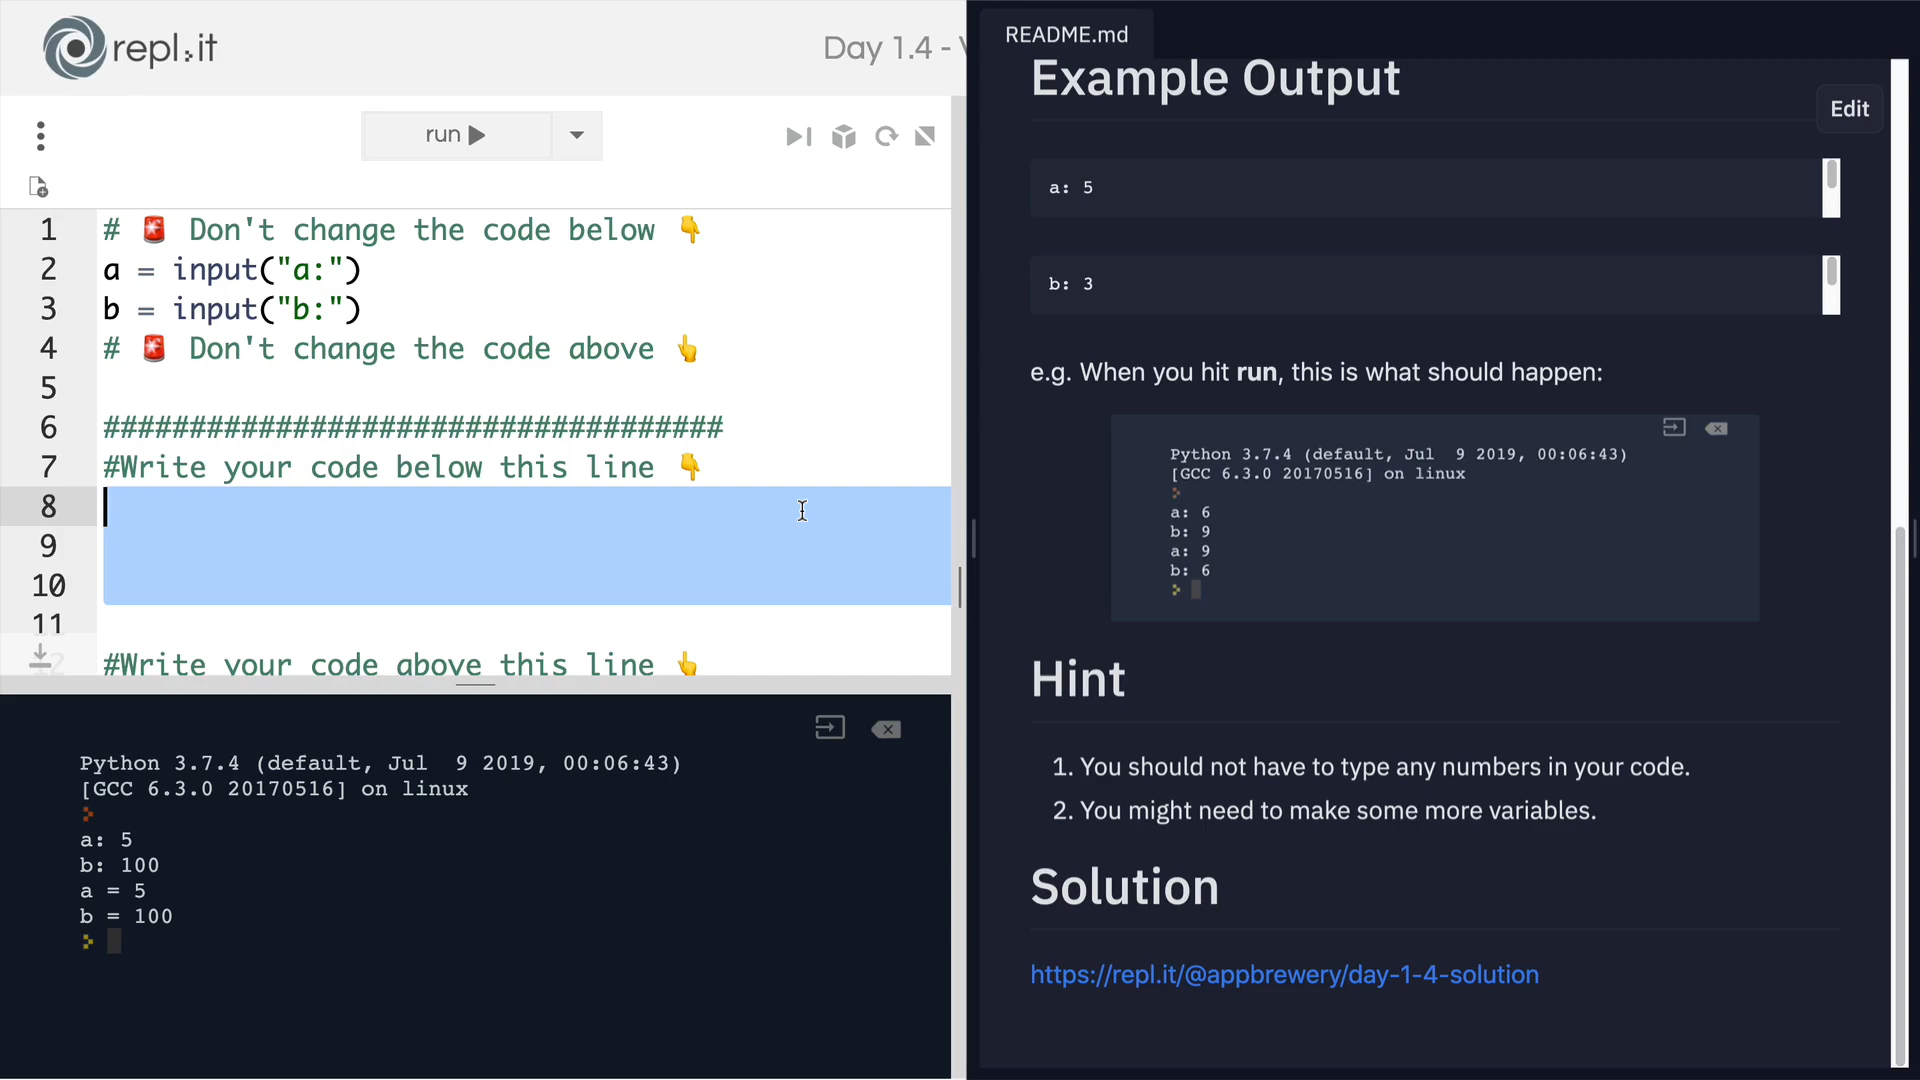 repl.it
Day 1.4 -
run
1 # 🚨 Don't change the code below 👇
2 a = input("a:")
3 b = input("b:")
4 # 🚨 Don't change the code above 👆
5
6 ####################################
7 #Write your code below this line 👇
8
9
10
11
12 #Write your code above this line 👆
Python 3.7.4 (default, Jul  9 2019, 00:06:43)
[GCC 6.3.0 20170516] on linux
a: 5
b: 100
a = 5
b = 100
README.md
Example Output
Edit
a: 5
b: 3
e.g. When you hit run, this is what should happen:
Python 3.7.4 (default, Jul  9 2019, 00:06:43)
[GCC 6.3.0 20170516] on linux
a: 6
b: 9
a: 9
b: 6
Hint
1. You should not have to type any numbers in your code.
2. You might need to make some more variables.
Solution
https://repl.it/@appbrewery/day-1-4-solution